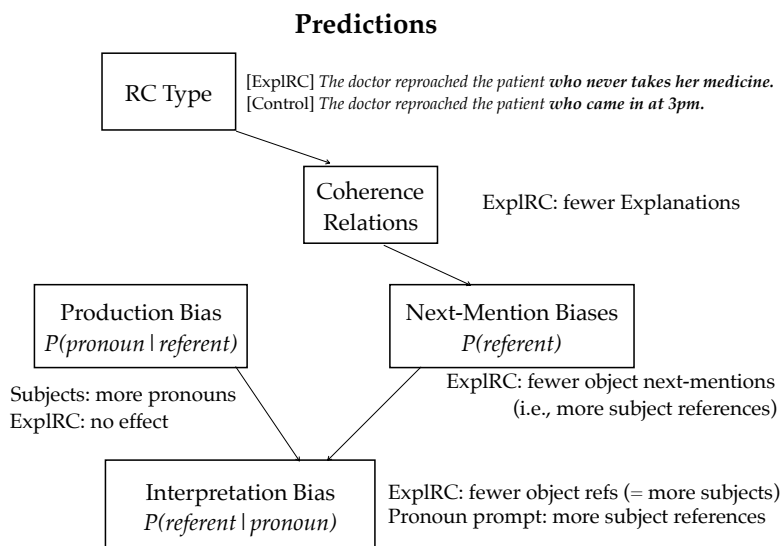 Predictions
RC Type
[ExplRC] The doctor reproached the patient who never takes her medicine.
[Control] The doctor reproached the patient who came in at 3pm.
Coherence
Relations
ExplRC: fewer Explanations
Production Bias
P(pronoun | referent)
Next-Mention Biases
P(referent)
Subjects: more pronouns
ExplRC: no effect
ExplRC: fewer object next-mentions
(i.e., more subject references)
Interpretation Bias
P(referent | pronoun)
ExplRC: fewer object refs (= more subjects)
Pronoun prompt: more subject references